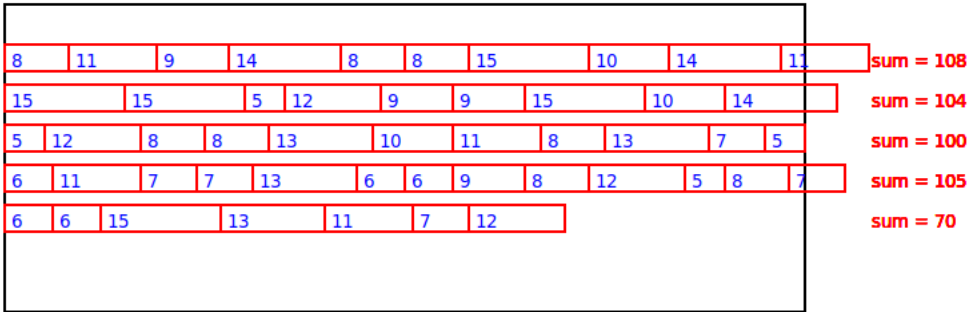 8 11 9 14 8 8 15 10 14 11 sum = 108
15 15 5 12 9 9 15 10 14 sum = 104
5 12 8 8 13 10 11 8 13 7 5 sum = 100
6 11 7 7 13 6 6 9 8 12 5 8 7 sum = 105
6 6 15 13 11 7 12 sum = 70